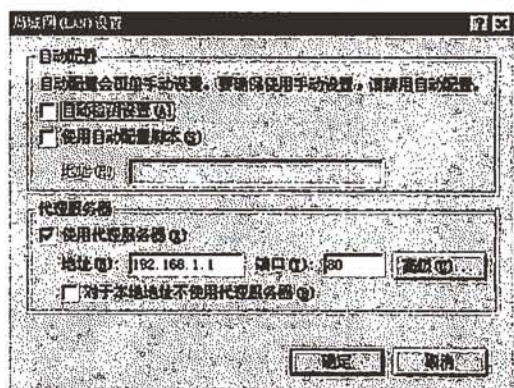 局域网(LAN)设置
自动配置
自动配置会覆盖手动设置。要确保使用手动设置，请禁用自动配置。
自动检测设置(A)
使用自动配置脚本(S)
地址(R)
代理服务器
使用代理服务器(X)
地址(E): 192.168.1.1 端口(T): 80 高级(C)...
对于本地地址不使用代理服务器(B)
确定 取消